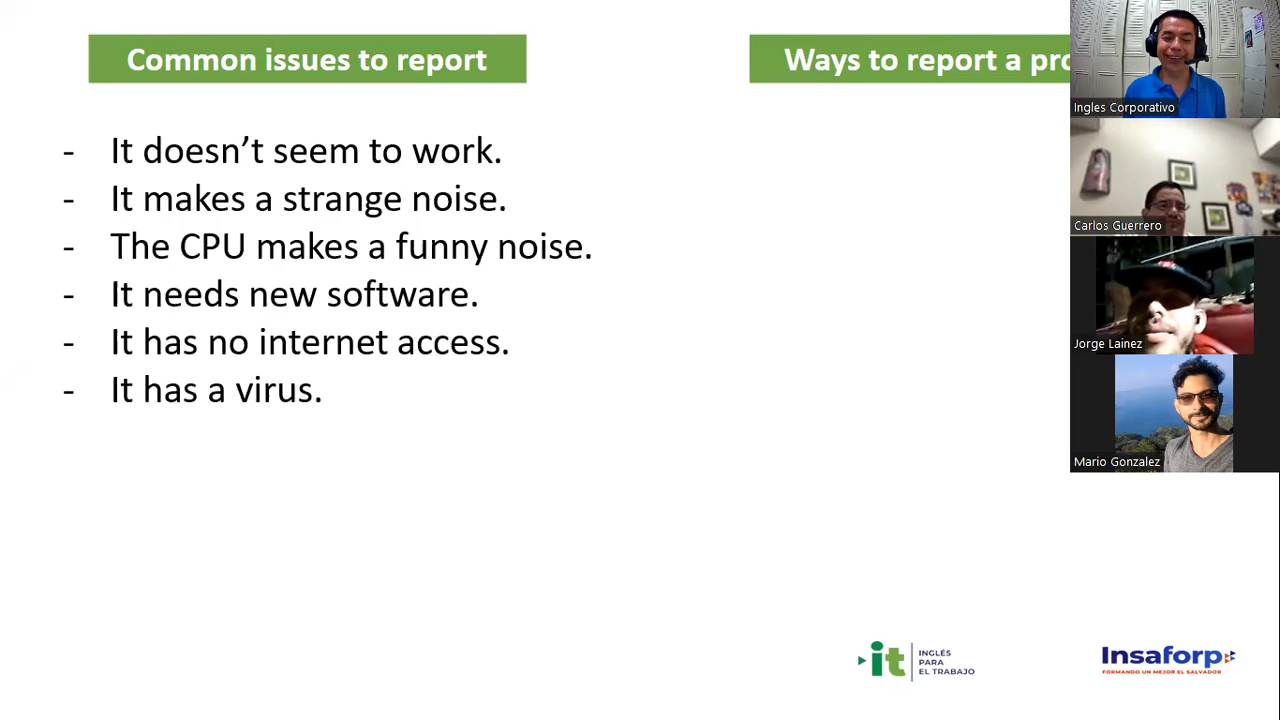 Common issues to report
Ways to report a pro
- It doesn’t seem to work.
- It makes a strange noise.
- The CPU makes a funny noise.
- It needs new software.
- It has no internet access.
- It has a virus.
Ingles Corporativo
Carlos Guerrero
Jorge Lainez
Mario Gonzalez
it
INGLÉS
PARA
EL TRABAJO
Insaforp
FORMANDO UN MEJOR EL SALVADOR